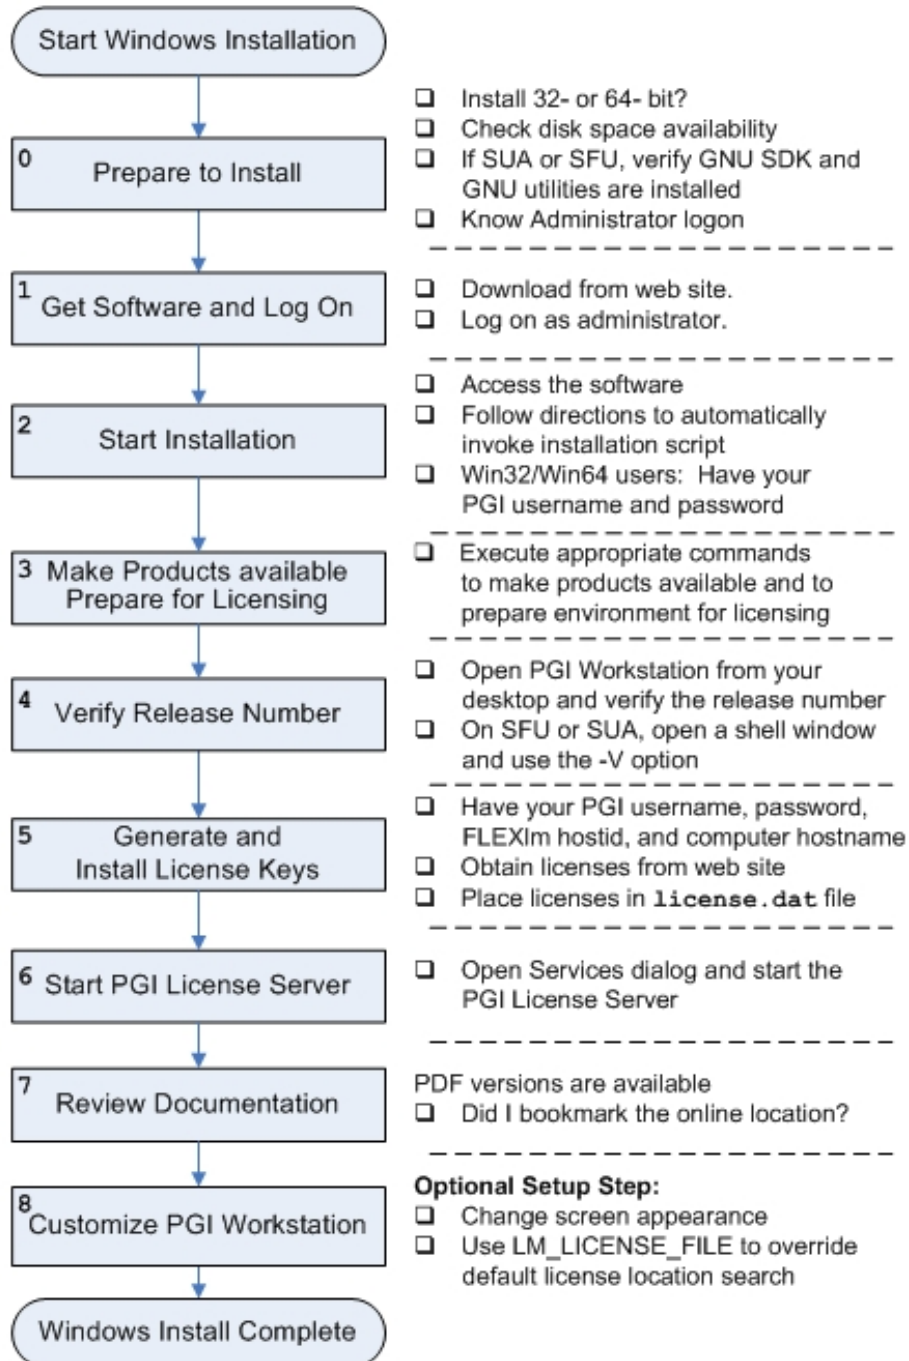 Start Windows Installation
0
Prepare to Install
❑ Install 32- or 64- bit?
❑ Check disk space availability
❑ If SUA or SFU, verify GNU SDK and
GNU utilities are installed
❑ Know Administrator logon
1
Get Software and Log On
❑ Download from web site.
❑ Log on as administrator.
2
Start Installation
❑ Access the software
❑ Follow directions to automatically
invoke installation script
❑ Win32/Win64 users: Have your
PGI username and password
3 Make Products available
Prepare for Licensing
❑ Execute appropriate commands
to make products available and to
prepare environment for licensing
4
Verify Release Number
❑ Open PGI Workstation from your
desktop and verify the release number
❑ On SFU or SUA, open a shell window
and use the -V option
5
Generate and
Install License Keys
❑ Have your PGI username, password,
FLEXlm hostid, and computer hostname
❑ Obtain licenses from web site
❑ Place licenses in license.dat file
6
Start PGI License Server
❑ Open Services dialog and start the
PGI License Server
7
Review Documentation
PDF versions are available
❑ Did I bookmark the online location?
8
Customize PGI Workstation
Optional Setup Step:
❑ Change screen appearance
❑ Use LM_LICENSE_FILE to override
default license location search
Windows Install Complete